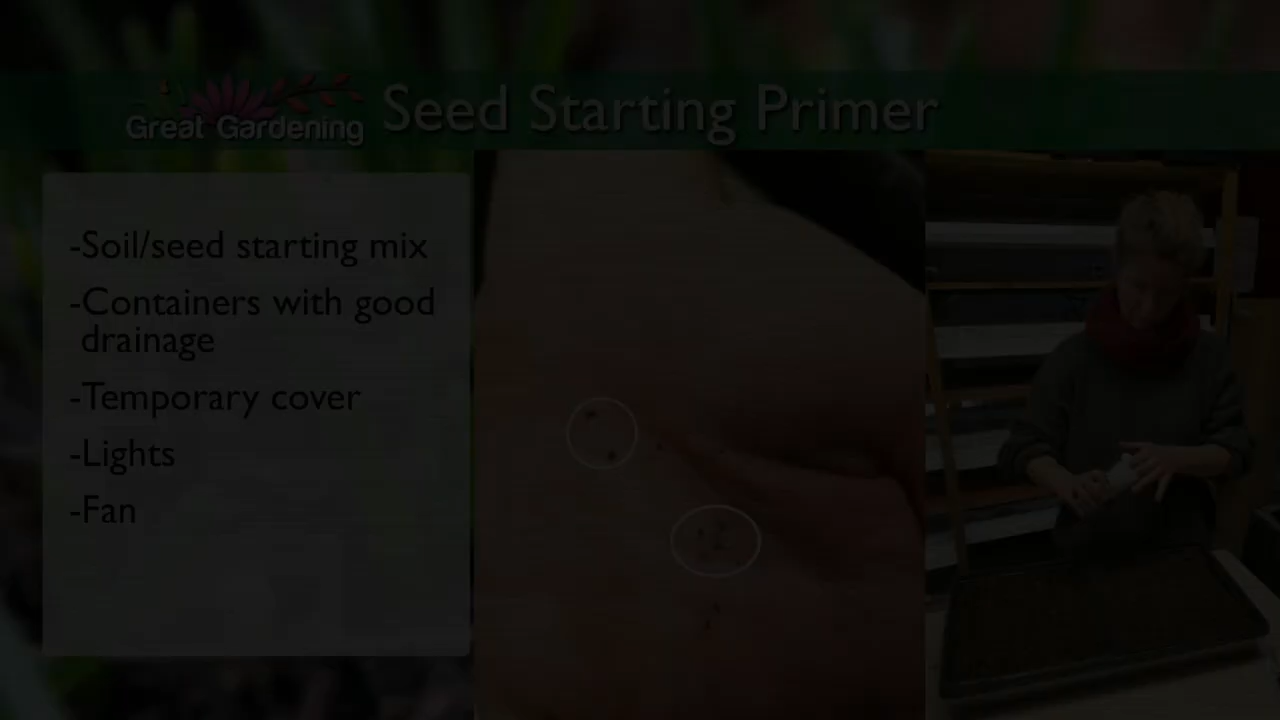 Great Gardening
Seed Starting Primer
-Soil/seed starting mix
-Containers with good
drainage
-Temporary cover
-Lights
-Fan